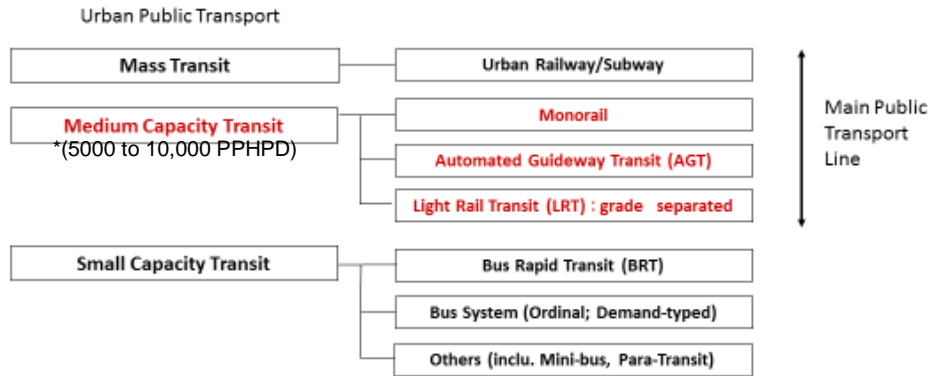 Urban Public Transport
Mass Transit
Urban Railway/Subway
Medium Capacity Transit
*(5000 to 10,000 PPHPD)
Monorail
Automated Guideway Transit (AGT)
Light Rail Transit (LRT) : grade separated
Main Public
Transport
Line
Small Capacity Transit
Bus Rapid Transit (BRT)
Bus System (Ordinal; Demand-typed)
Others (inclu. Mini-bus, Para-Transit)